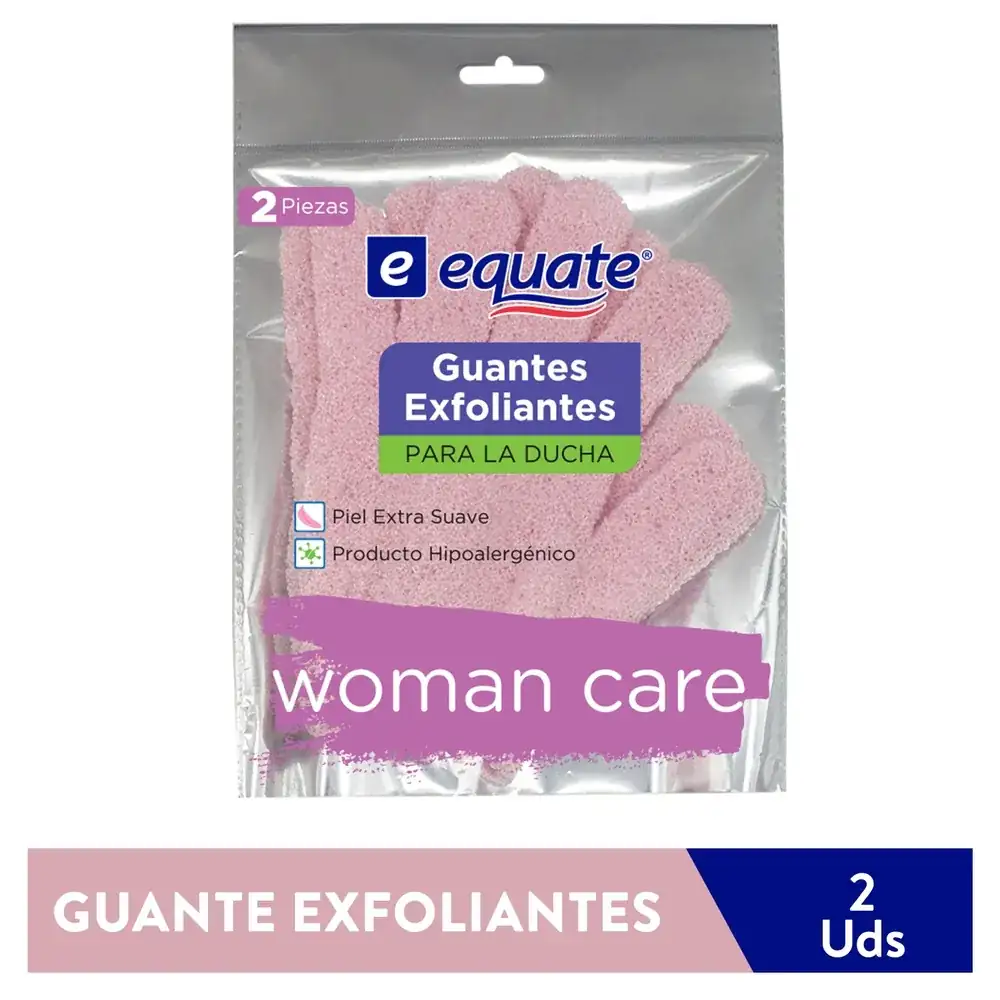 2 Piezas
e equate®
Guantes
Exfoliantes
PARA LA DUCHA
Piel Extra Suave
Producto Hipoalergénico
woman care
GUANTE EXFOLIANTES
2
Uds